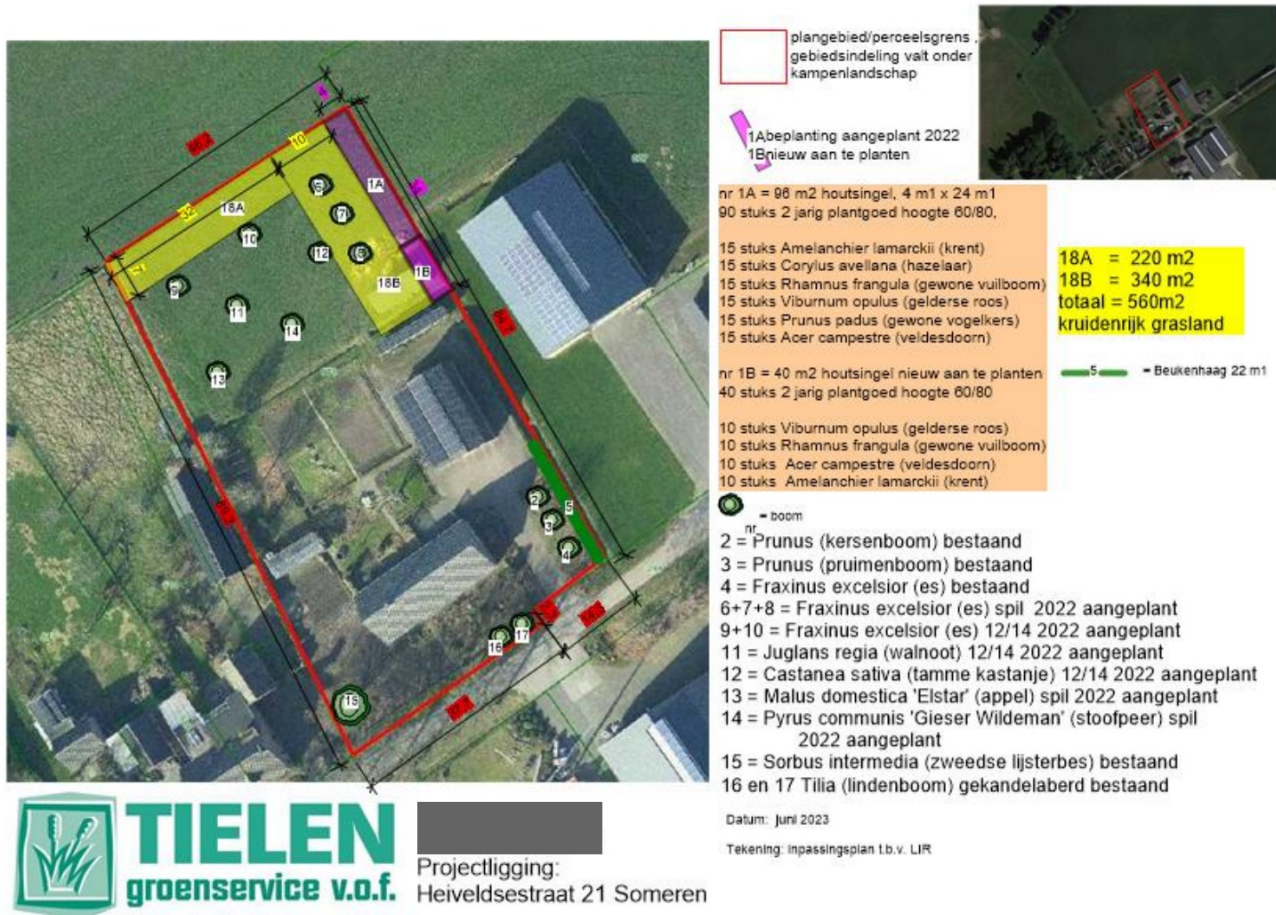 plangebied/perceelsgrens ,
gebiedsindeling valt onder
kampenlandschap
1Abeplanting aangeplant 2022
1Bnieuw aan te planten
nr 1A = 96 m2 houtsingel, 4 m1 x 24 m1
90 stuks 2 jarig plantgoed hoogte 60/80,
15 stuks Amelanchier lamarckii (krent)
15 stuks Corylus avellana (hazelaar)
15 stuks Rhamnus frangula (gewone vuilboom)
15 stuks Viburnum opulus (gelderse roos)
15 stuks Prunus padus (gewone vogelkers)
15 stuks Acer campestre (veldesdoorn)
nr 1B = 40 m2 houtsingel nieuw aan te planten
40 stuks 2 jarig plantgoed hoogte 60/80
10 stuks Viburnum opulus (gelderse roos)
10 stuks Rhamnus frangula (gewone vuilboom)
10 stuks Acer campestre (veldesdoorn)
10 stuks Amelanchier lamarckii (krent)
18A = 220 m2
18B = 340 m2
totaal = 560m2
kruidenrijk grasland
5 = Beukenhaag 22 m1
= boom
nr
2 = Prunus (kersenboom) bestaand
3 = Prunus (pruimenboom) bestaand
4 = Fraxinus excelsior (es) bestaand
6+7+8 = Fraxinus excelsior (es) spil 2022 aangeplant
9+10 = Fraxinus excelsior (es) 12/14 2022 aangeplant
11 = Juglans regia (walnoot) 12/14 2022 aangeplant
12 = Castanea sativa (tamme kastanje) 12/14 2022 aangeplant
13 = Malus domestica 'Elstar' (appel) spil 2022 aangeplant
14 = Pyrus communis 'Gieser Wildeman' (stoofpeer) spil
2022 aangeplant
15 = Sorbus intermedia (zweedse lijsterbes) bestaand
16 en 17 Tilia (lindenboom) gekandelaberd bestaand
Datum: juni 2023
Tekening: inpassingsplan t.b.v. LIR
4
10
32
18A
1A
6
7
10
12
8
18B
1B
9
11
14
13
2
3
5
4
17
16
15
TIELEN
groenservice v.o.f.
Projectligging:
Heiveldsestraat 21 Someren